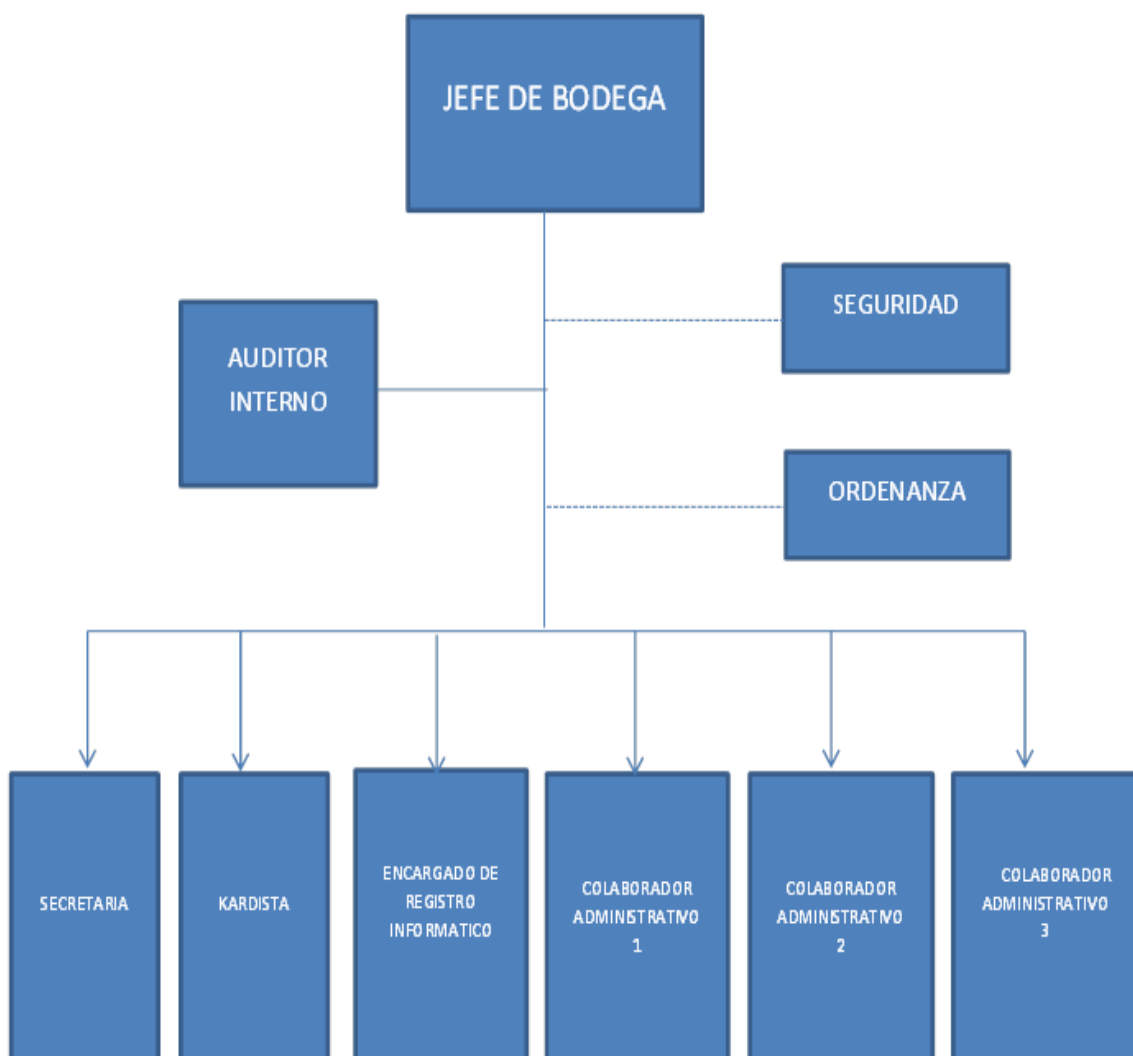 JEFE DE BODEGA
SEGURIDAD
AUDITOR
INTERNO
ORDENANZA
SECRETARIA
KARDISTA
ENCARGADO DE
REGISTRO
INFORMATICO
COLABORADOR
ADMINISTRATIVO
1
COLABORADOR
ADMINISTRATIVO
2
COLABORADOR
ADMINISTRATIVO
3